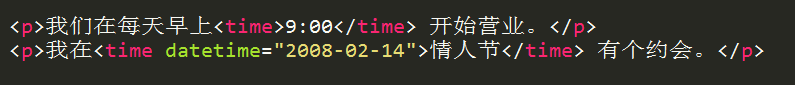 <p>我们在每天早上<time>9:00</time> 开始营业。</p>
<p>我在<time datetime="2008-02-14">情人节</time> 有个约会。</p>